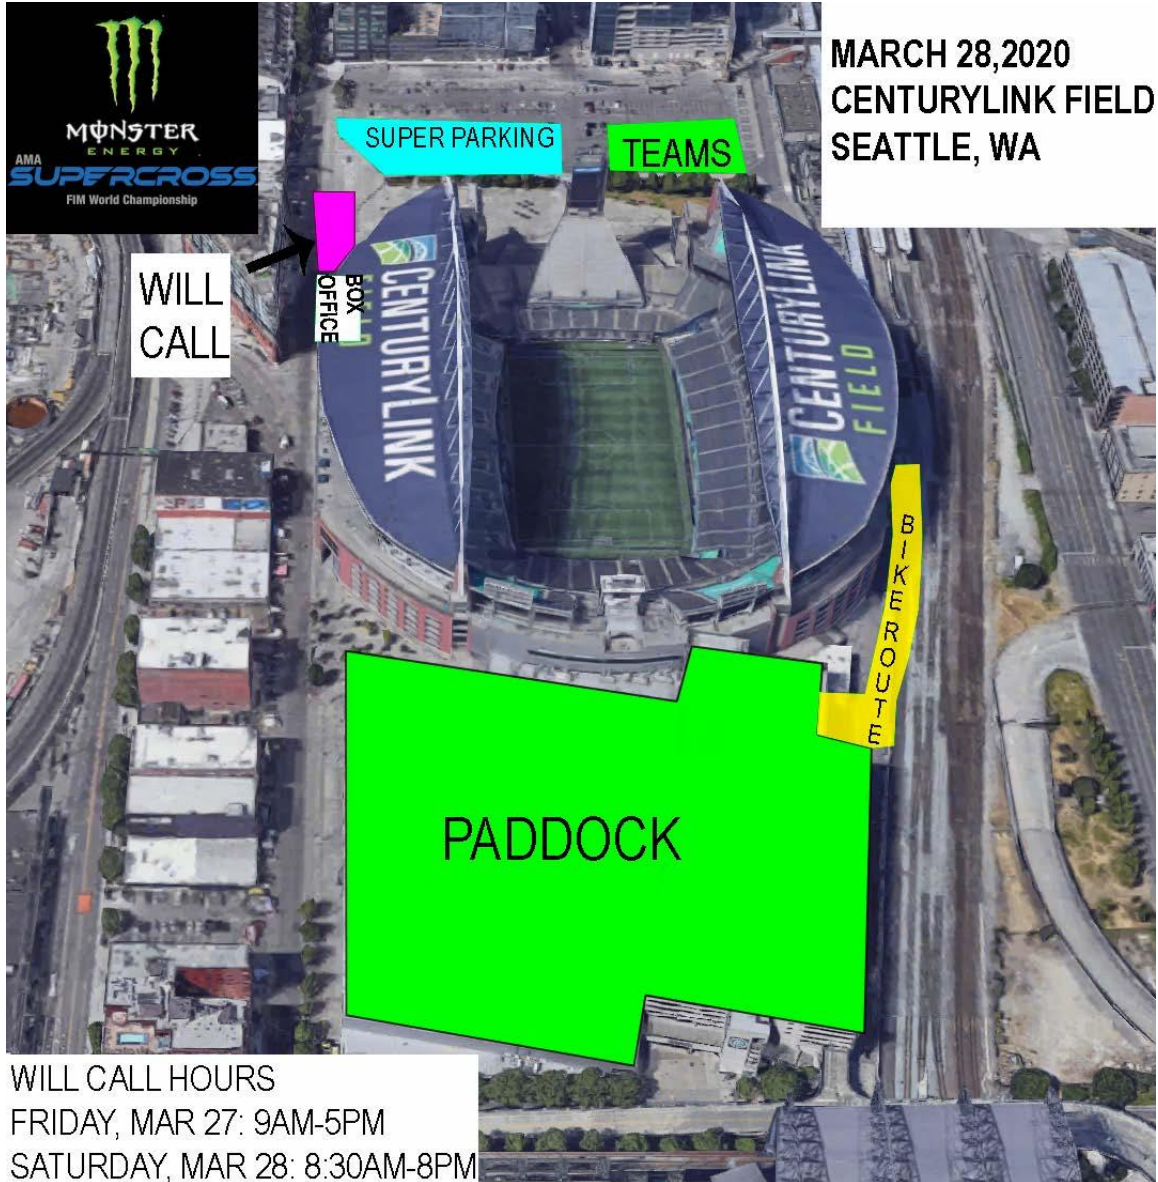 MONSTER
ENERGY
AMA
SUPERCROSS
FIM World Championship
MARCH 28,2020
CENTURYLINK FIELD
SEATTLE, WA
SUPER PARKING
TEAMS
WILL
CALL
BOX
OFFICE
CENTURYLINK
FIELD
CENTURYLINK
FIELD
BIKE ROUTE
PADDOCK
WILL CALL HOURS
FRIDAY, MAR 27: 9AM-5PM
SATURDAY, MAR 28: 8:30AM-8PM